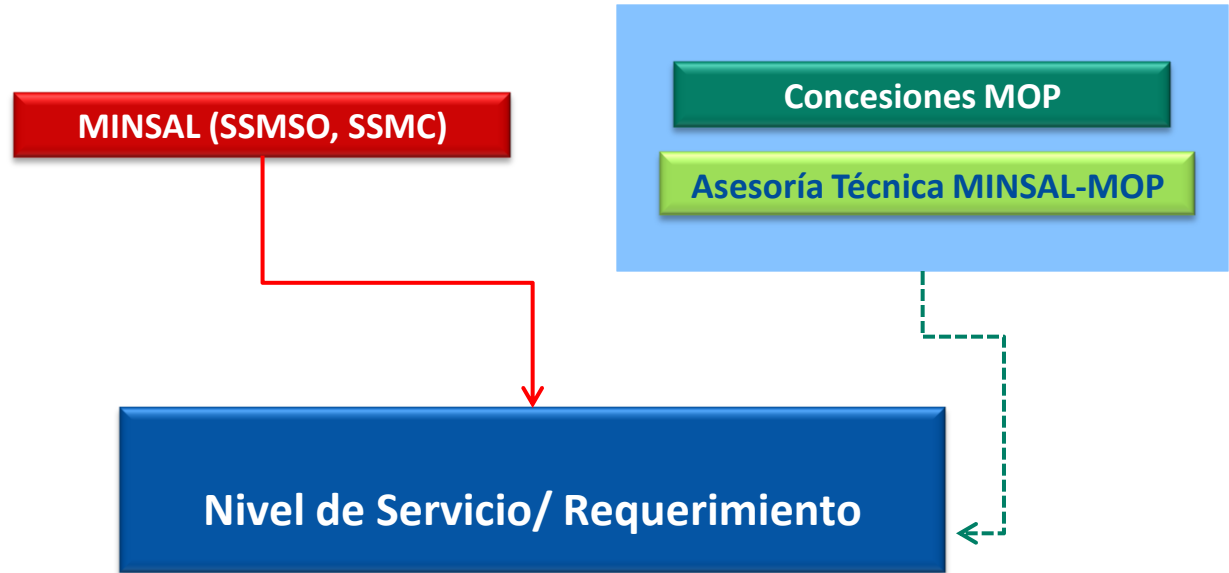 MINSAL (SSMSO, SSMC)
Concesiones MOP
Asesoría Técnica MINSAL-MOP
Nivel de Servicio/ Requerimiento